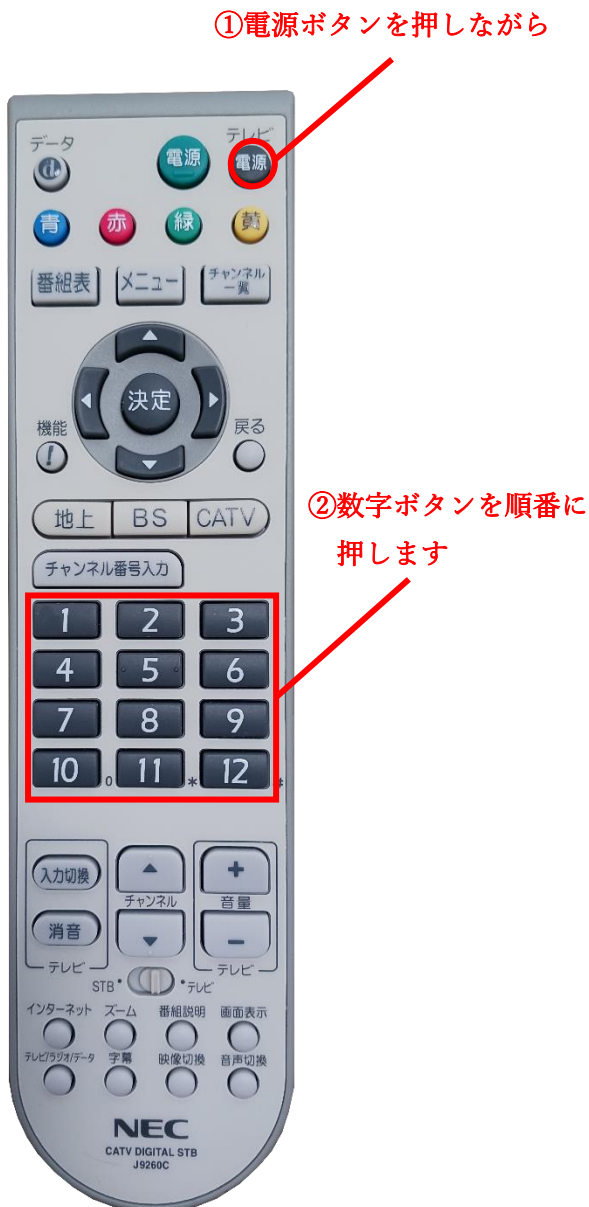 ①電源ボタンを押しながら
データ
テレビ
d.
電源
電源
青
赤
緑
黄
番組表
メニュー
チャンネル
一覧
決定
機能
!
戻る
地上
BS
CATV
チャンネル番号入力
②数字ボタンを順番に
押します
1
2
3
4
5
6
7
8
9
10 0
11 *
12 #
入力切換
チャンネル
+
音量
消音
-
テレビ
テレビ
STB
テレビ
インターネット
ズーム
番組説明
画面表示
テレビ/ラジオ/データ
字幕
映像切換
音声切換
NEC
CATV DIGITAL STB
J9260C